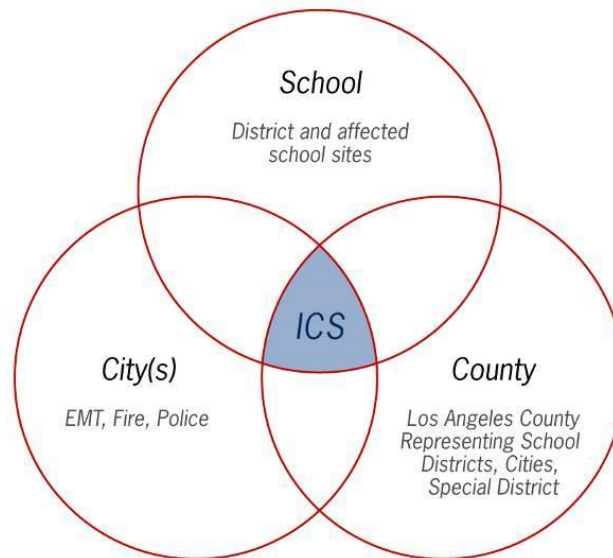 School
District and affected
school sites
ICS
City(s)
EMT, Fire, Police
County
Los Angeles County
Representing School
Districts, Cities,
Special District